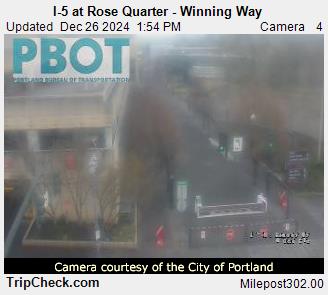 I-5 at Rose Quarter - Winning Way
Updated Dec 26 2024 1:54 PM Camera 4
PBOT
PORTLAND BUREAU OF TRANSPORTATION
Camera courtesy of the City of Portland
TripCheck.com Milepost302.00